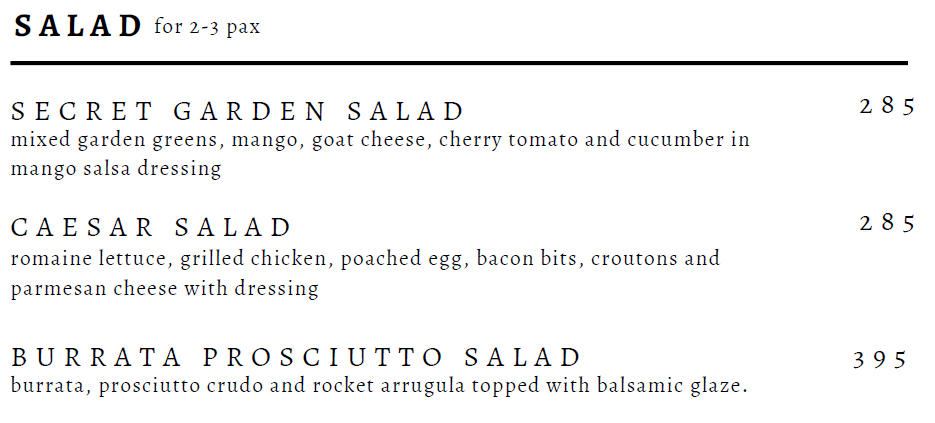 SALAD for 2-3 pax
SECRET GARDEN SALAD 285
mixed garden greens, mango, goat cheese, cherry tomato and cucumber in
mango salsa dressing
CAESAR SALAD 285
romaine lettuce, grilled chicken, poached egg, bacon bits, croutons and
parmesan cheese with dressing
BURRATA PROSCIUTTO SALAD 395
burrata, prosciutto crudo and rocket arrugula topped with balsamic glaze.